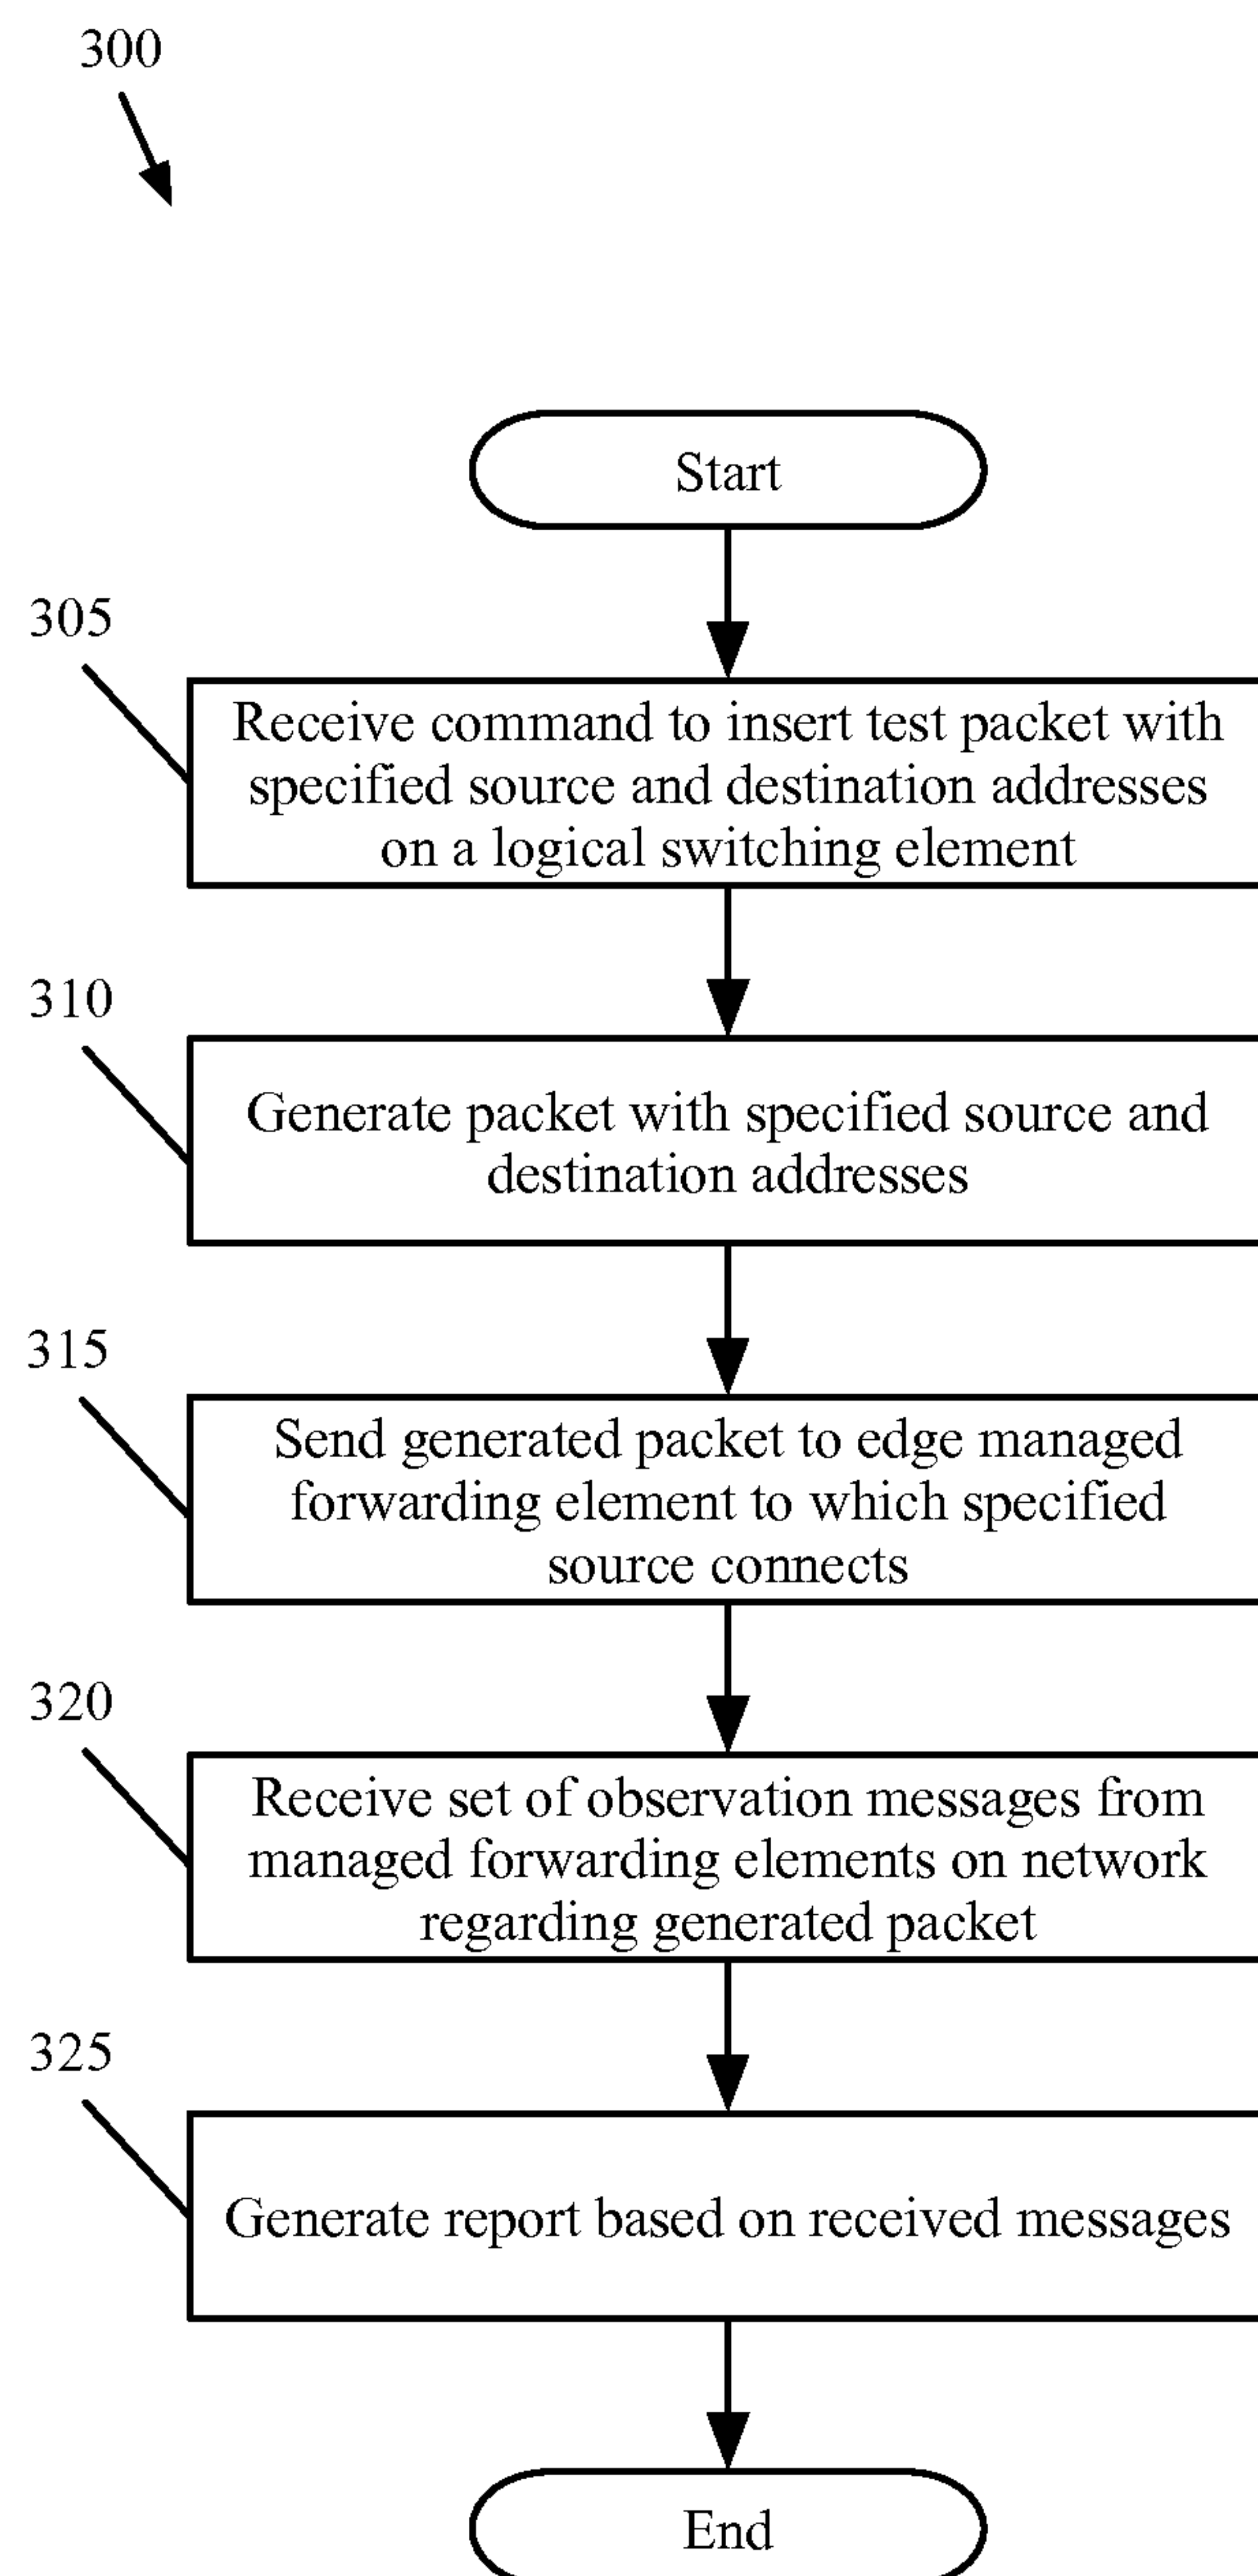 300
Start
305
Receive command to insert test packet with
specified source and destination addresses
on a logical switching element
310
Generate packet with specified source and
destination addresses
315
Send generated packet to edge managed
forwarding element to which specified
source connects
320
Receive set of observation messages from
managed forwarding elements on network
regarding generated packet
325
Generate report based on received messages
End